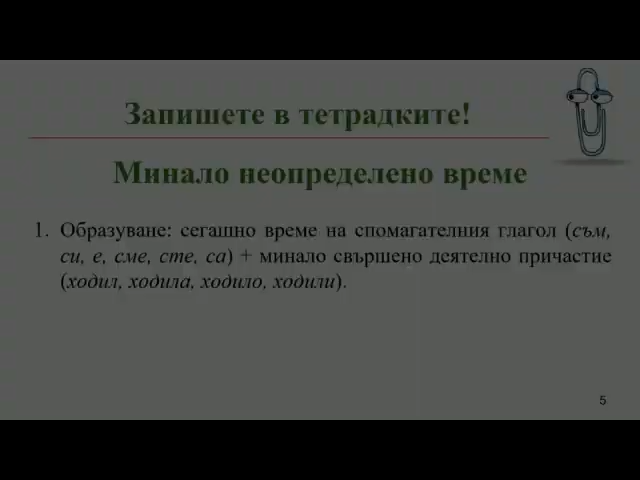 Запишете в тетрадките!
Минало неопределено време
1. Образуване: сегашно време на спомагателния глагол (съм,
си, е, сме, сте, са) + минало свършено деятелно причастие
(ходил, ходила, ходило, ходили).
5